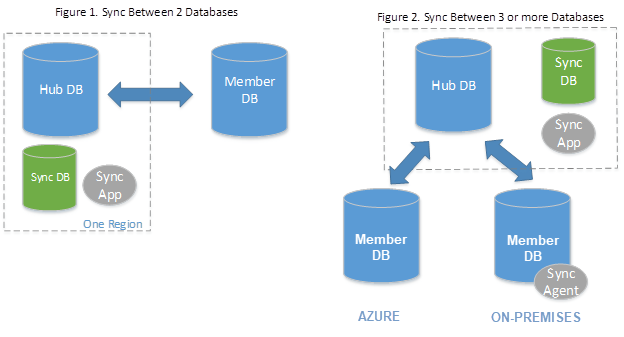 Figure 1. Sync Between 2 Databases
Hub DB
Member
DB
Sync DB
Sync
App
One Region
Figure 2. Sync Between 3 or more Databases
Hub DB
Sync
DB
Sync
App
Member
DB
Member
DB
Sync
Agent
AZURE
ON-PREMISES